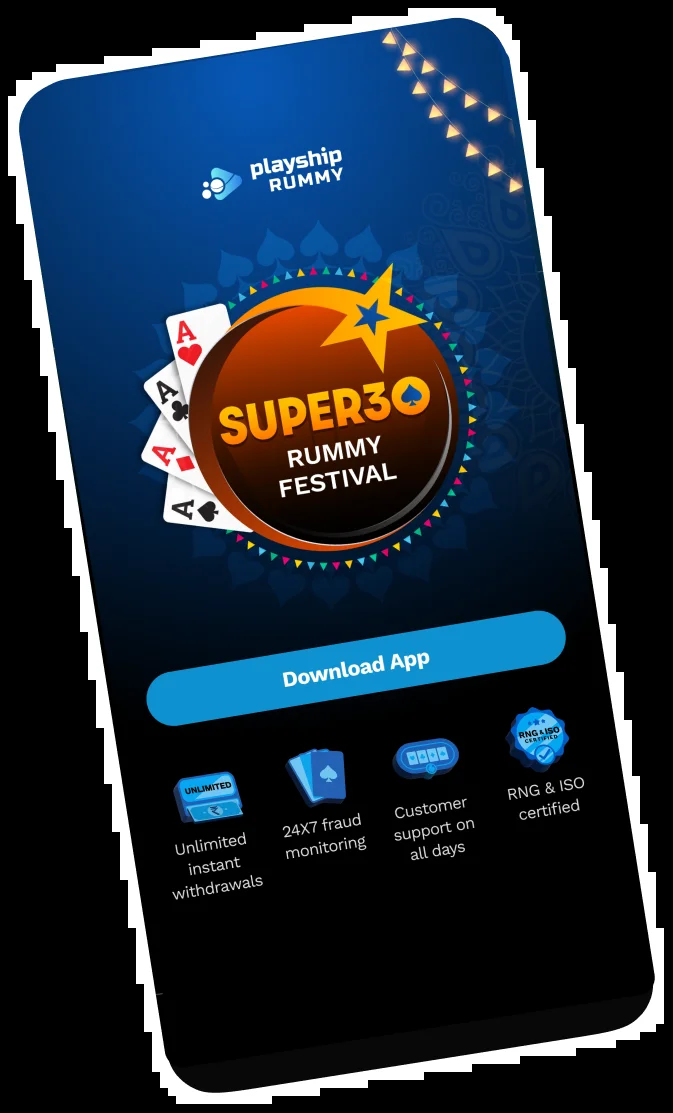 playship
RUMMY
A
A
A
A
SUPER30
RUMMY
FESTIVAL
Download App
UNLIMITED
₹
Unlimited
instant
withdrawals
24X7 fraud
monitoring
Customer
support on
all days
RNG & ISO
CERTIFIED
RNG & ISO
certified